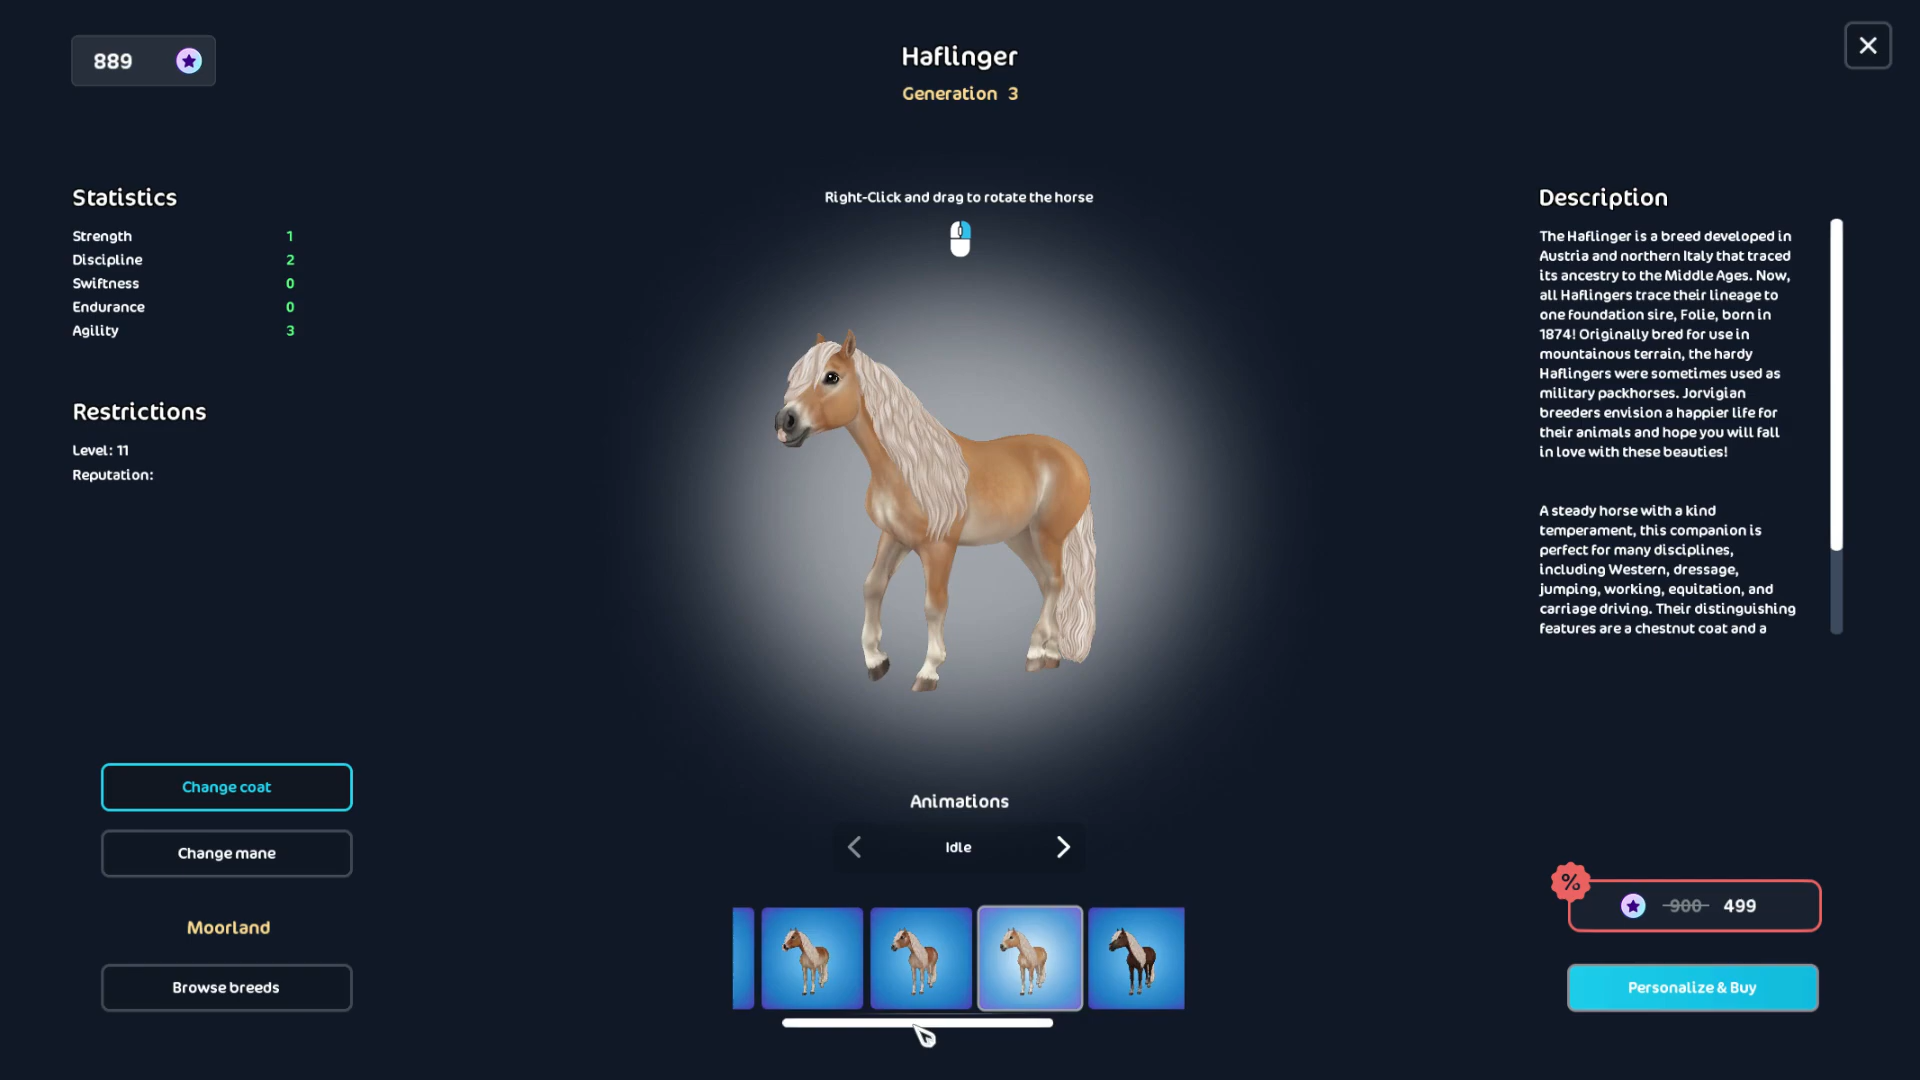 889
Haflinger
Generation 3
Statistics
Strength 1
Discipline 2
Swiftness 0
Endurance 0
Agility 3
Restrictions
Level: 11
Reputation:
Right-Click and drag to rotate the horse
Description
The Haflinger is a breed developed in
Austria and northern Italy that traced
its ancestry to the Middle Ages. Now,
all Haflingers trace their lineage to
one foundation sire, Folie, born in
1874! Originally bred for use in
mountainous terrain, the hardy
Haflingers were sometimes used as
military packhorses. Jorvigian
breeders envision a happier life for
their animals and hope you will fall
in love with these beauties!
A steady horse with a kind
temperament, this companion is
perfect for many disciplines,
including Western, dressage,
jumping, working, equitation, and
carriage driving. Their distinguishing
features are a chestnut coat and a
Change coat
Change mane
Moorland
Browse breeds
Animations
Idle
%
900 499
Personalize & Buy